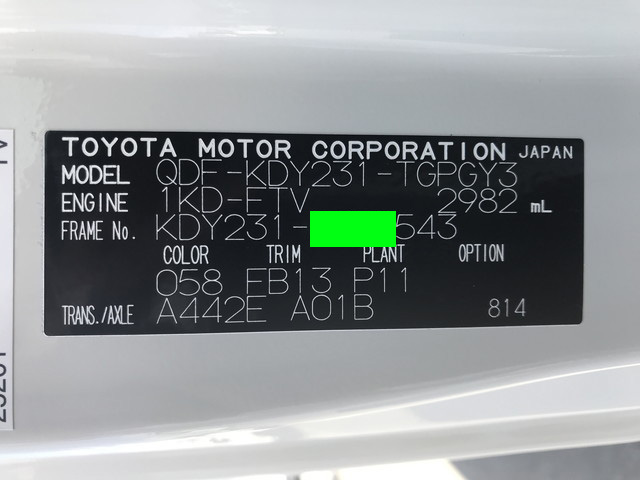 TOYOTA MOTOR CORPORATION JAPAN
MODEL QDF-KDY231-TGPGY3
ENGINE 1KD-FTV 2982 mL
FRAME No. KDY231- 543
COLOR TRIM PLANT OPTION
058 FB13 P11
TRANS./AXLE A442E A01B 814